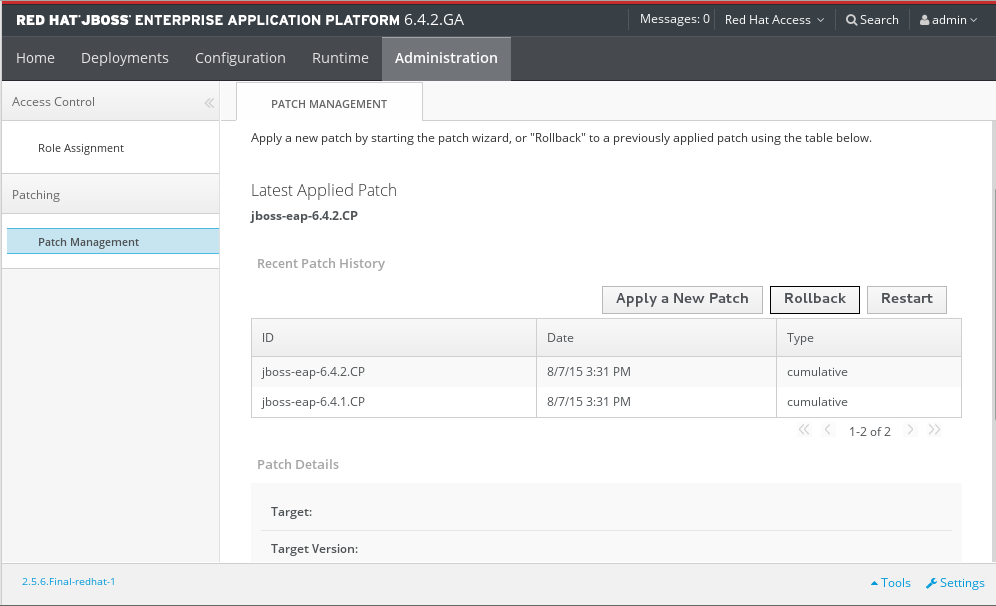 RED HAT JBOSS ENTERPRISE APPLICATION PLATFORM 6.4.2.GA Messages: 0 Red Hat Access Search admin
Home Deployments Configuration Runtime Administration
Access Control
Role Assignment
Patching
Patch Management
PATCH MANAGEMENT
Apply a new patch by starting the patch wizard, or "Rollback" to a previously applied patch using the table below.
Latest Applied Patch
jboss-eap-6.4.2.CP
Recent Patch History
Apply a New Patch Rollback Restart
ID Date Type
jboss-eap-6.4.2.CP 8/7/15 3:31 PM cumulative
jboss-eap-6.4.1.CP 8/7/15 3:31 PM cumulative
1-2 of 2
Patch Details
Target:
Target Version:
2.5.6.Final-redhat-1 Tools Settings